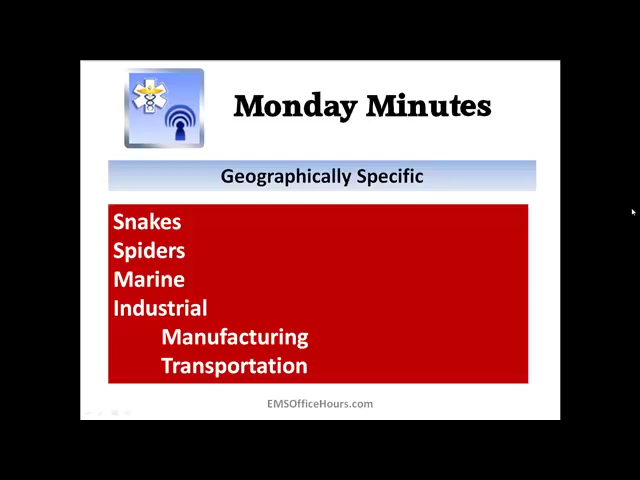 Monday Minutes
Geographically Specific
Snakes
Spiders
Marine
Industrial
Manufacturing
Transportation
EMSOfficeHours.com